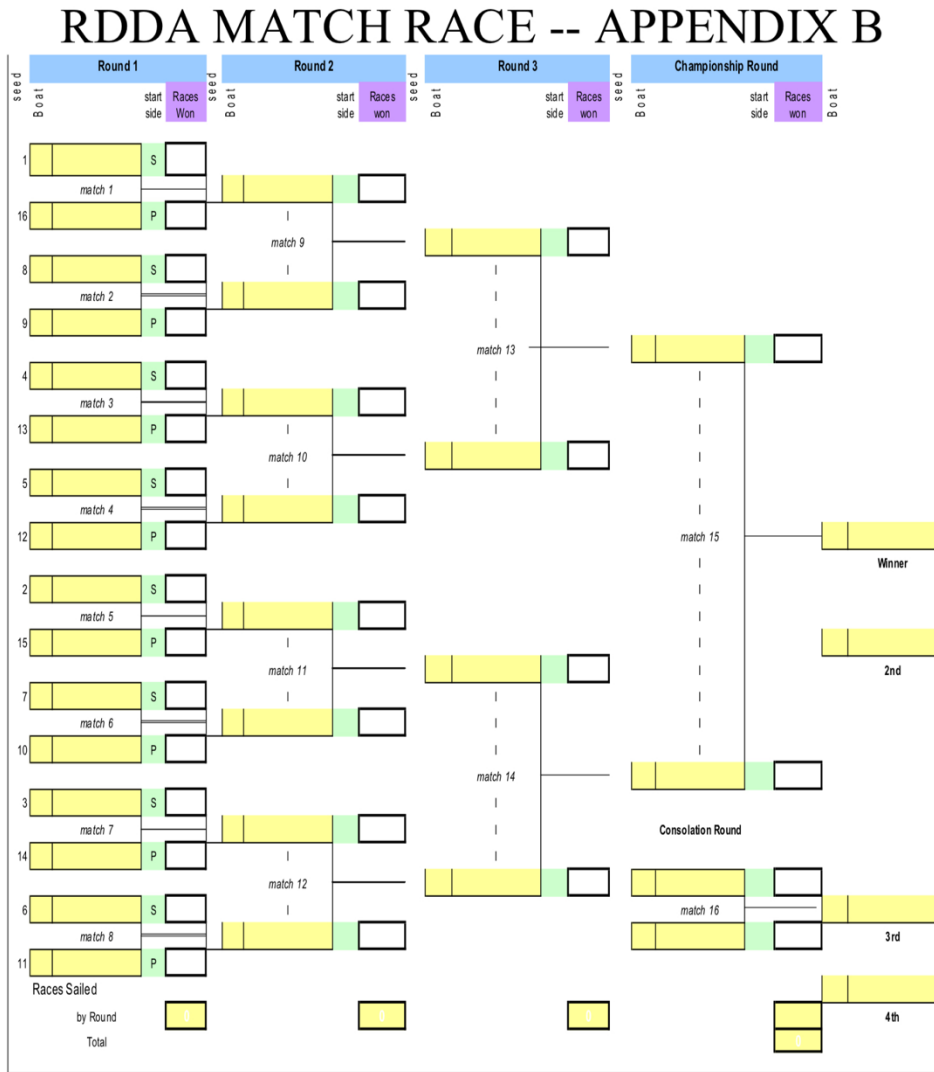 RDDA MATCH RACE -- APPENDIX B
Round 1 Round 2 Round 3 Championship Round
seed Boat start side Races Won seed Boat start side Races won seed Boat start side Races won seed Boat start side Races won Boat
1 S
match 1
16 P
match 9
8 S
match 2
9 P
match 13
4 S
match 3
13 P
match 10
5 S
match 4
12 P
match 15
Winner
2 S
match 5
15 P
2nd
match 11
7 S
match 6
10 P
match 14
3 S
match 7
Consolation Round
14 P
match 12
6 S
match 16
match 8
3rd
11 P
Races Sailed
by Round 0 0 0
4th
Total 0